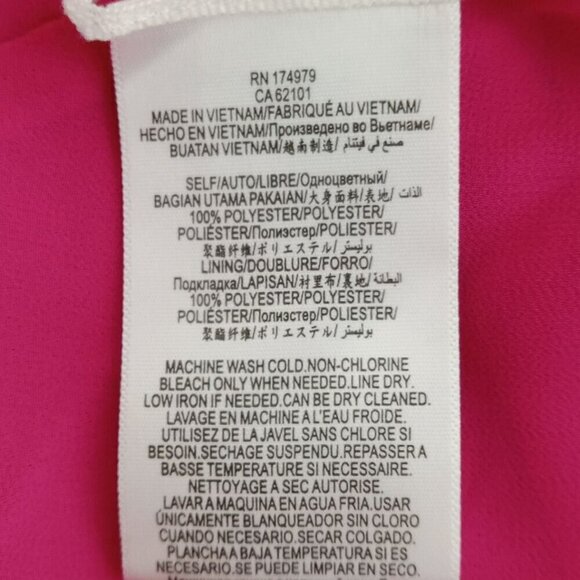 RN 174979
CA 62101
MADE IN VIETNAM/FABRIQUÉ AU VIETNAM/
HECHO EN VIETNAM/Произведено во Вьетнаме/
BUATAN VIETNAM/越南制造/ صنع في فيتنام
SELF/AUTO/LIBRE/Одноцветный/
BAGIAN UTAMA PAKAIAN/大身面料/表地/ الذات
100% POLYESTER/POLYESTER/
POLIÉSTER/Полиэстер/POLIESTER/
聚酯纤维/ポリエステル/ بوليستر
LINING/DOUBLURE/FORRO/
Подкладка/LAPISAN/衬里布/裏地/ البطانة
100% POLYESTER/POLYESTER/
POLIÉSTER/Полиэстер/POLIESTER/
聚酯纤维/ポリエステル/ بوليستر
MACHINE WASH COLD.NON-CHLORINE
BLEACH ONLY WHEN NEEDED.LINE DRY.
LOW IRON IF NEEDED.CAN BE DRY CLEANED.
LAVAGE EN MACHINE A L'EAU FROIDE.
UTILISEZ DE LA JAVEL SANS CHLORE SI
BESOIN.SECHAGE SUSPENDU.REPASSER A
BASSE TEMPERATURE SI NECESSAIRE.
NETTOYAGE A SEC AUTORISE.
LAVAR A MAQUINA EN AGUA FRIA.USAR
ÚNICAMENTE BLANQUEADOR SIN CLORO
CUANDO NECESARIO. SECAR COLGADO.
PLANCHA A BAJA TEMPERATURA SI ES
NECESARIO.SE PUEDE LIMPIAR EN SECO.